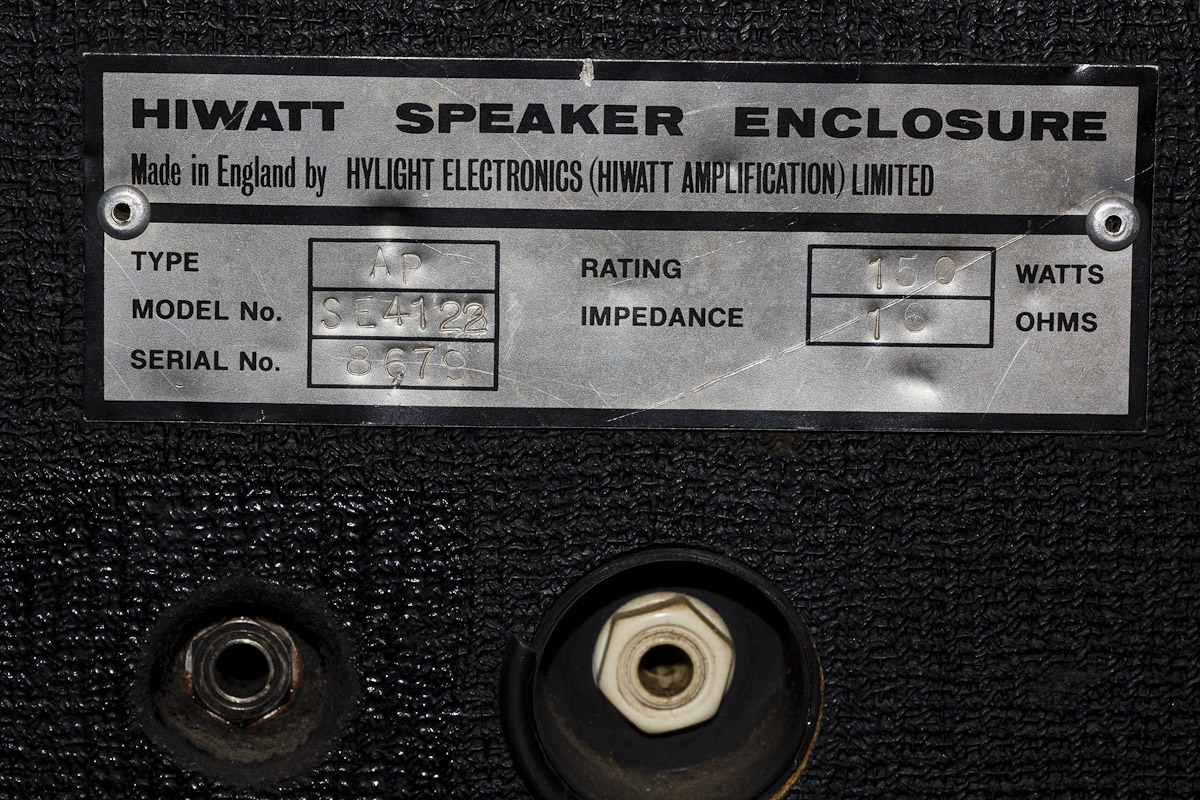 HIWATT SPEAKER ENCLOSURE
Made in England by HYLIGHT ELECTRONICS (HIWATT AMPLIFICATION) LIMITED
TYPE AP RATING 150 WATTS
MODEL No. SE4123 IMPEDANCE 16 OHMS
SERIAL No. 8679